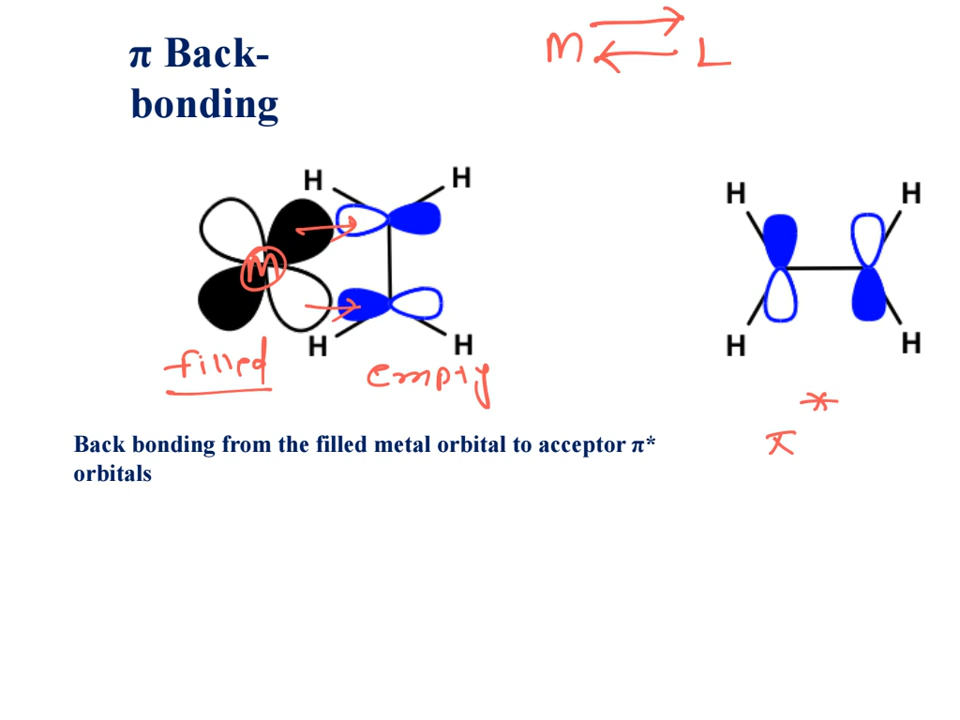 π Back-
bonding
M L
H H
H H
M
H H
H H
filled empty
π*
Back bonding from the filled metal orbital to acceptor π*
orbitals